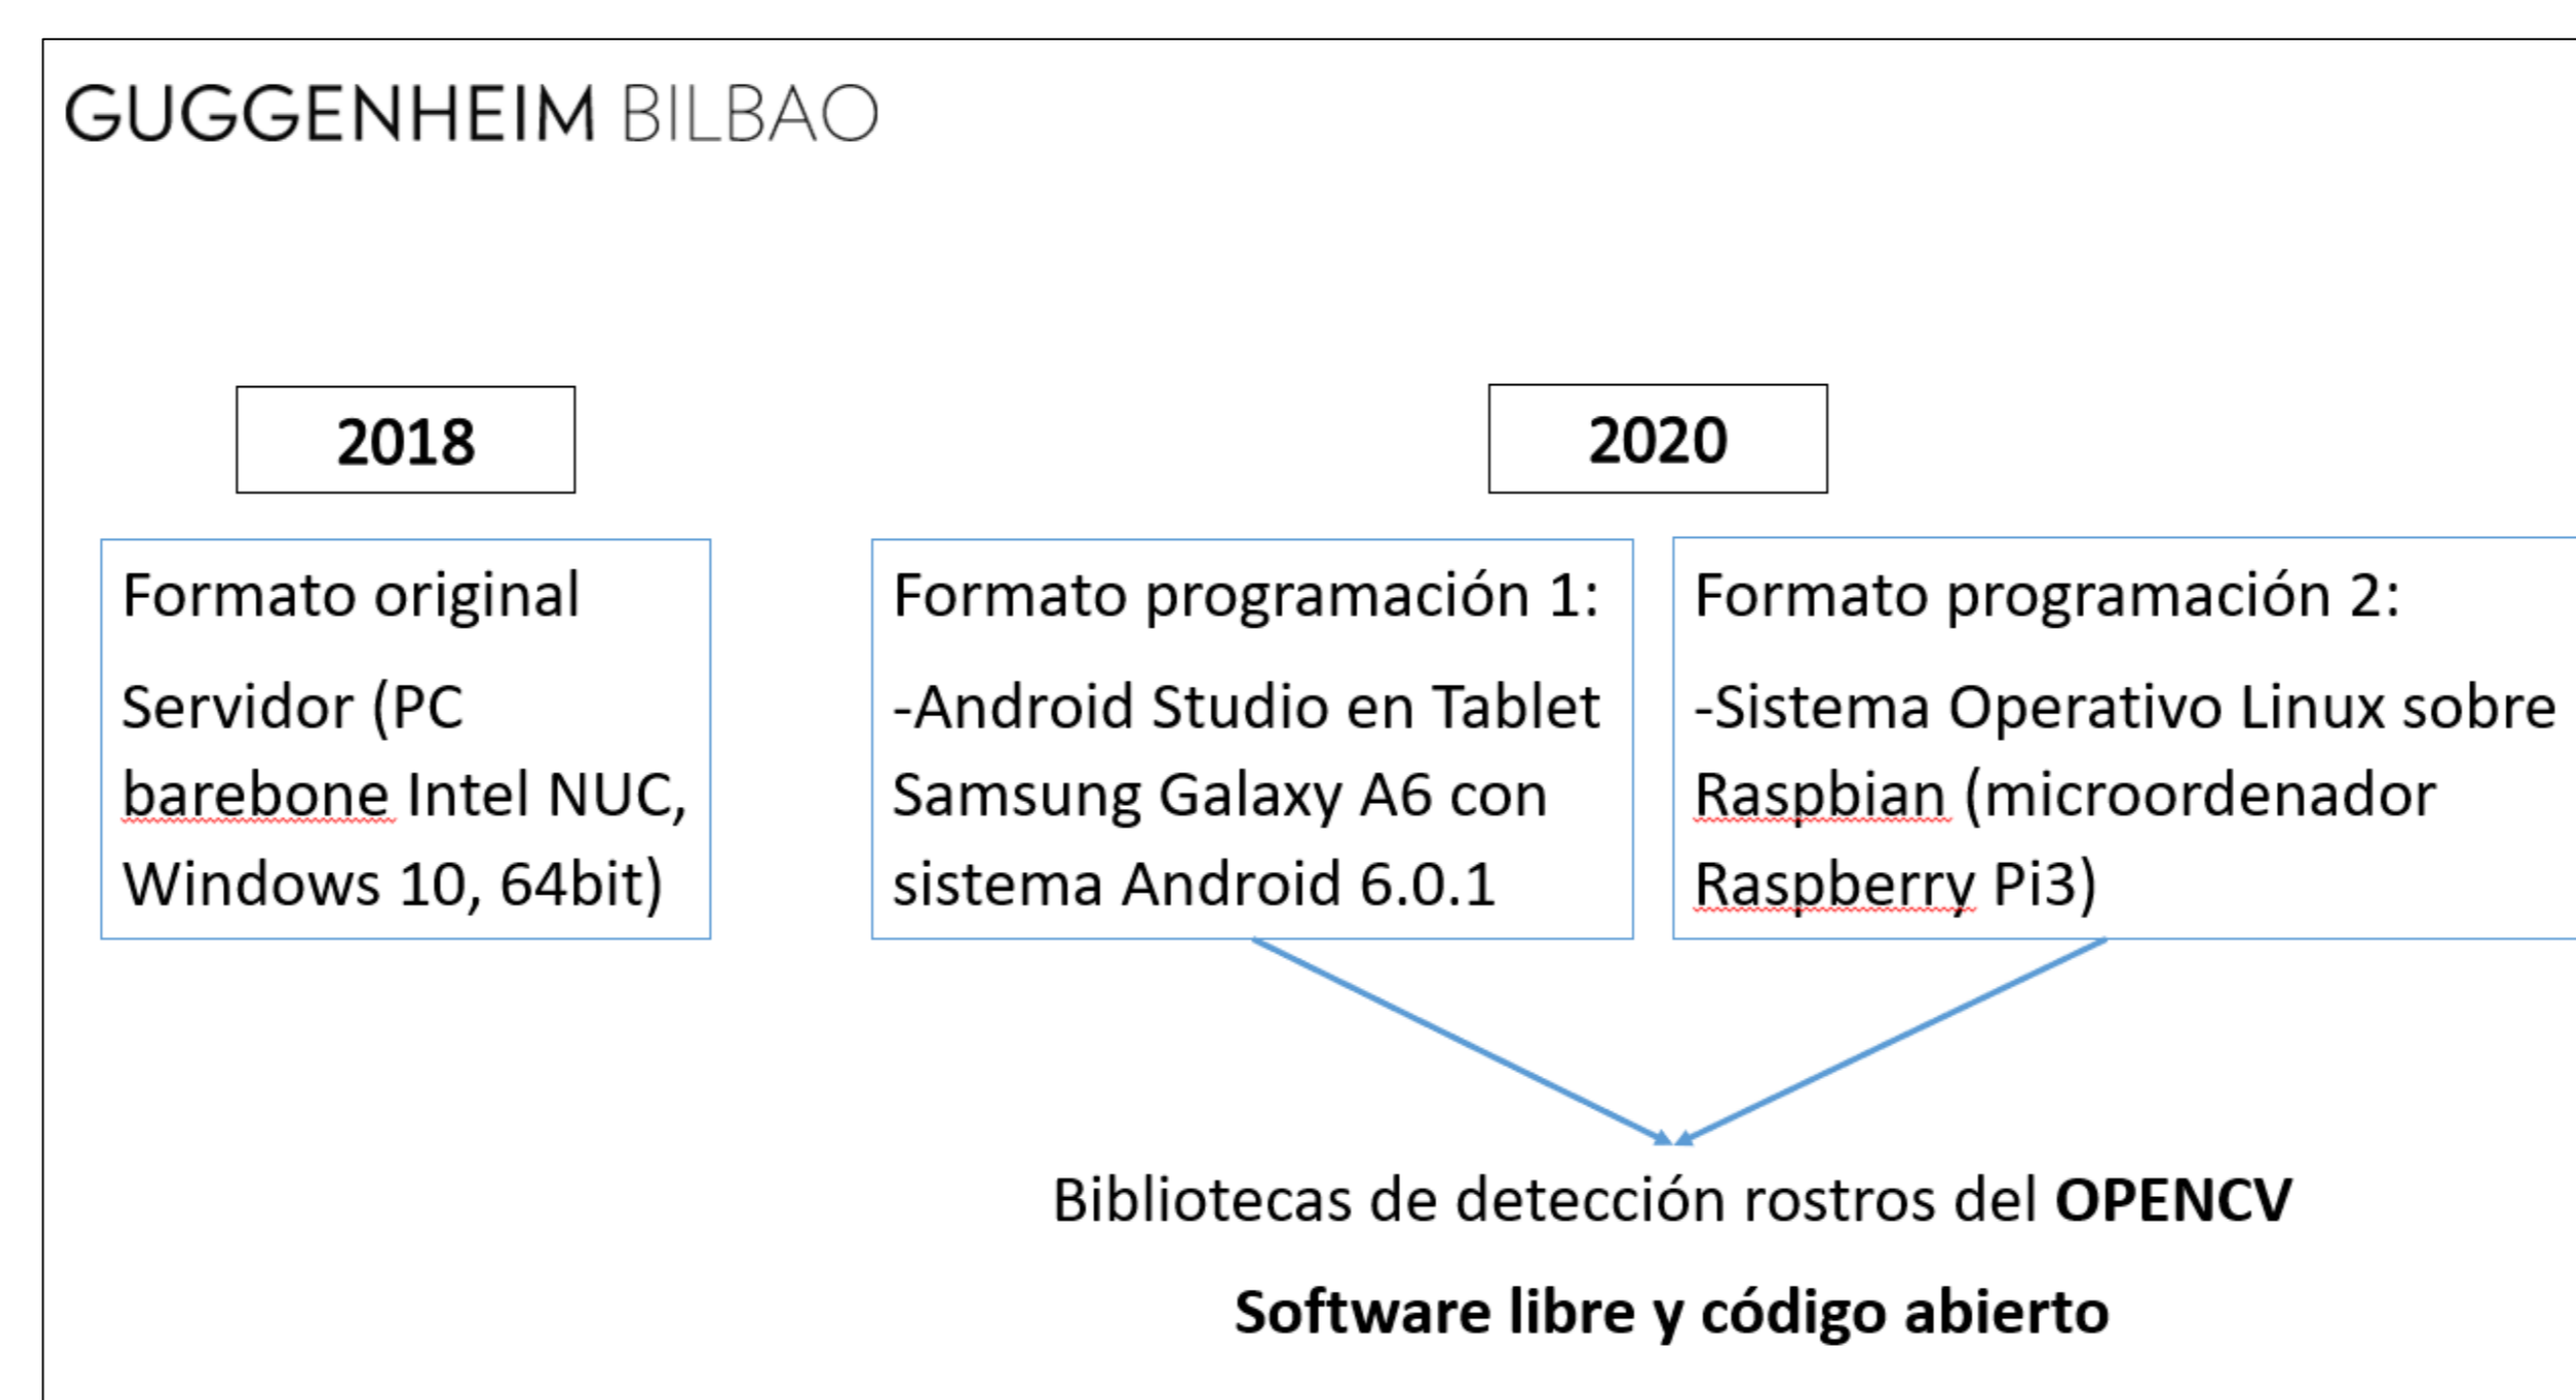 GUGGENHEIM BILBAO
2018
Formato original
Servidor (PC
barebone Intel NUC,
Windows 10, 64bit)
2020
Formato programación 1:
-Android Studio en Tablet
Samsung Galaxy A6 con
sistema Android 6.0.1
Formato programación 2:
-Sistema Operativo Linux sobre
Raspbian (microordenador
Raspberry Pi3)
Bibliotecas de detección rostros del OPENCV
Software libre y código abierto